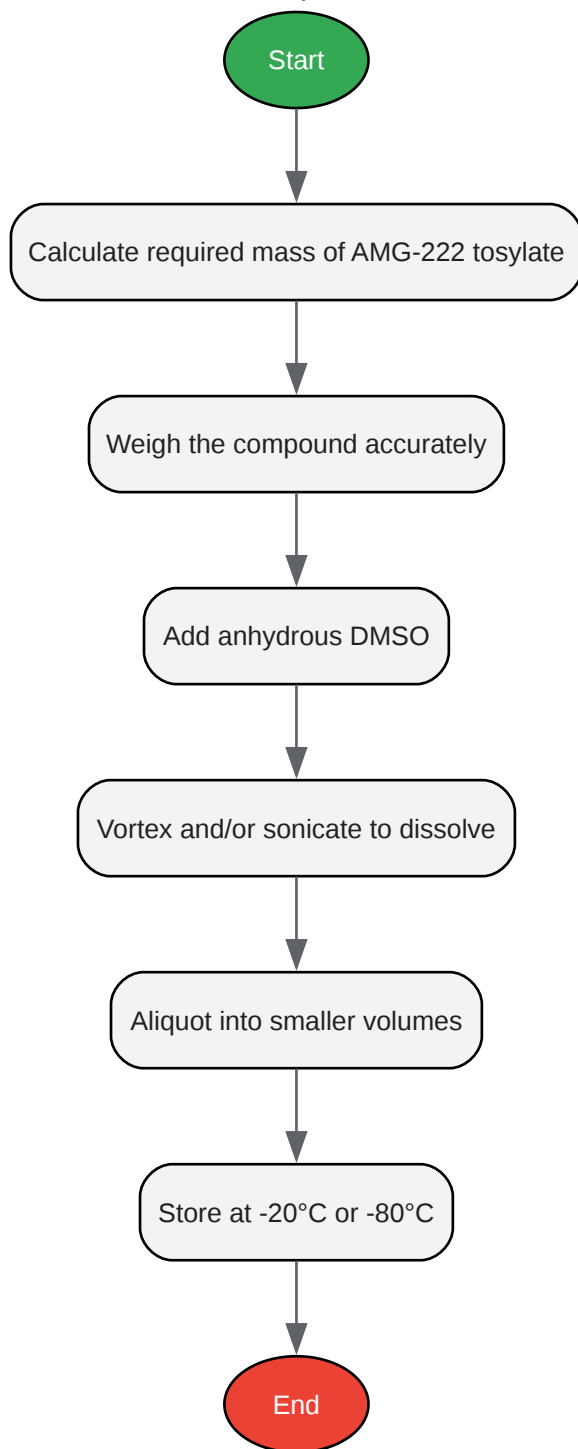 Start
Calculate required mass of AMG-222 tosylate
Weigh the compound accurately
Add anhydrous DMSO
Vortex and/or sonicate to dissolve
Aliquot into smaller volumes
Store at -20°C or -80°C
End